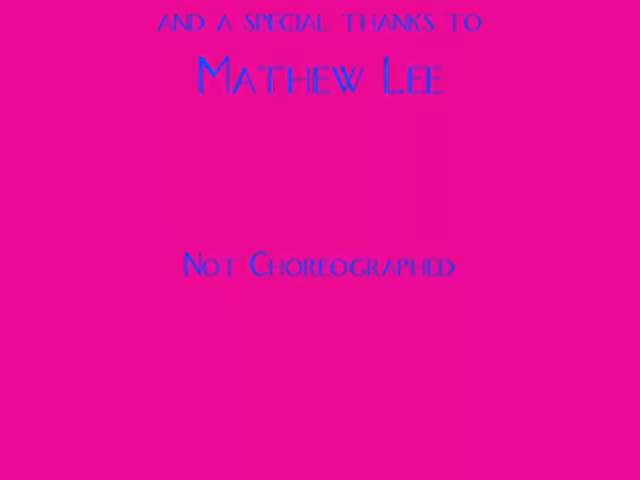 AND A SPECIAL THANKS TO
MATHEW LEE
NOT CHOREOGRAPHED